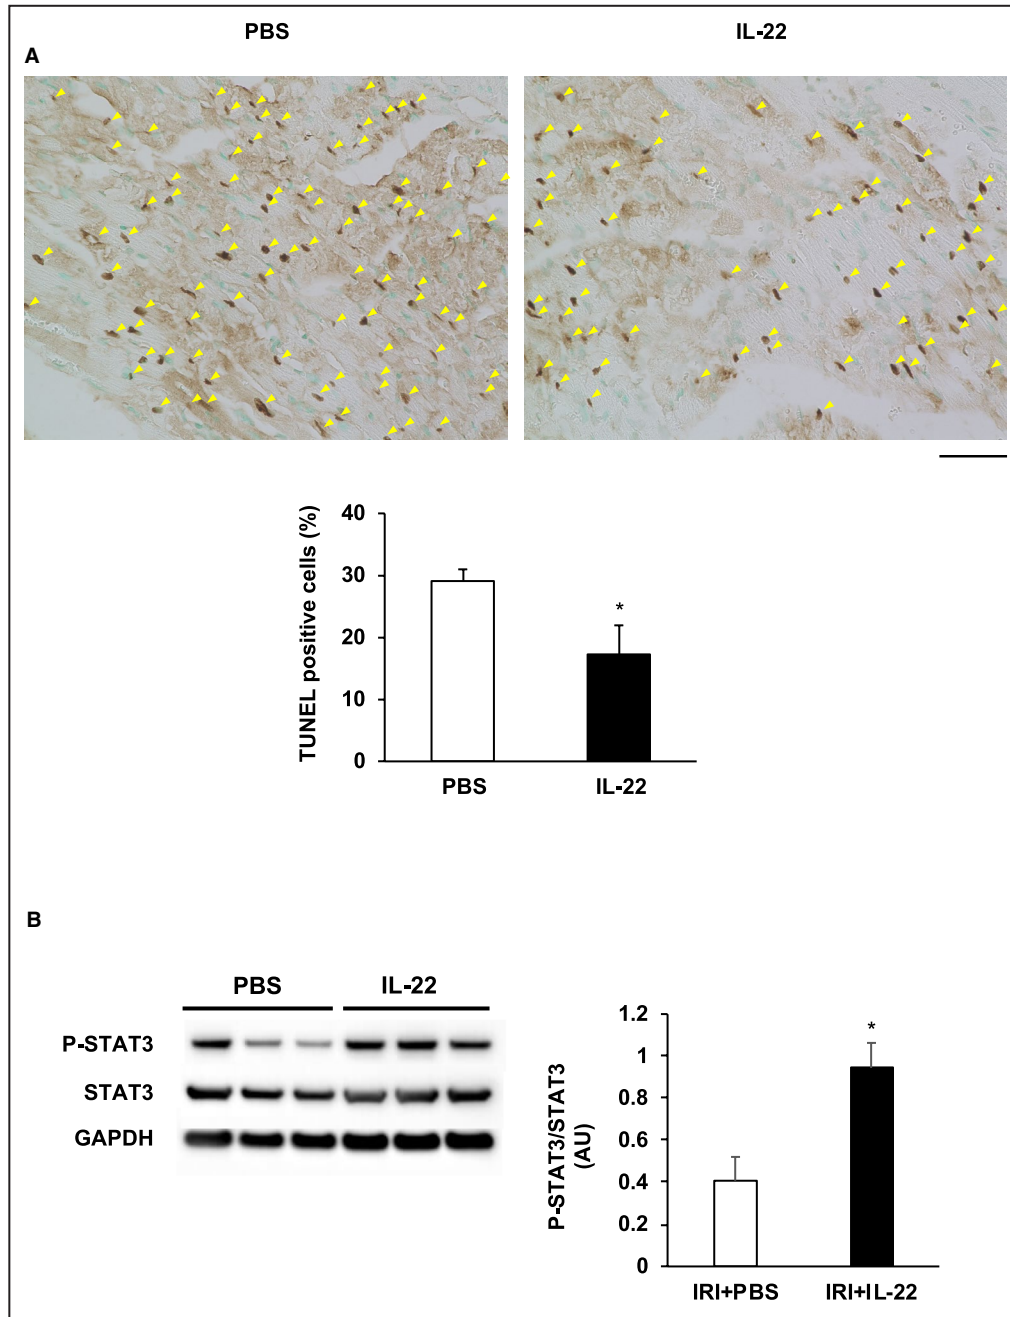 PBS
IL-22
A
TUNEL positive cells (%)
40
30
20
10
0
*
PBS
IL-22
B
PBS
IL-22
P-STAT3
STAT3
GAPDH
P-STAT3/STAT3
(AU)
1.2
1
0.8
0.6
0.4
0.2
0
*
IRI+PBS
IRI+IL-22